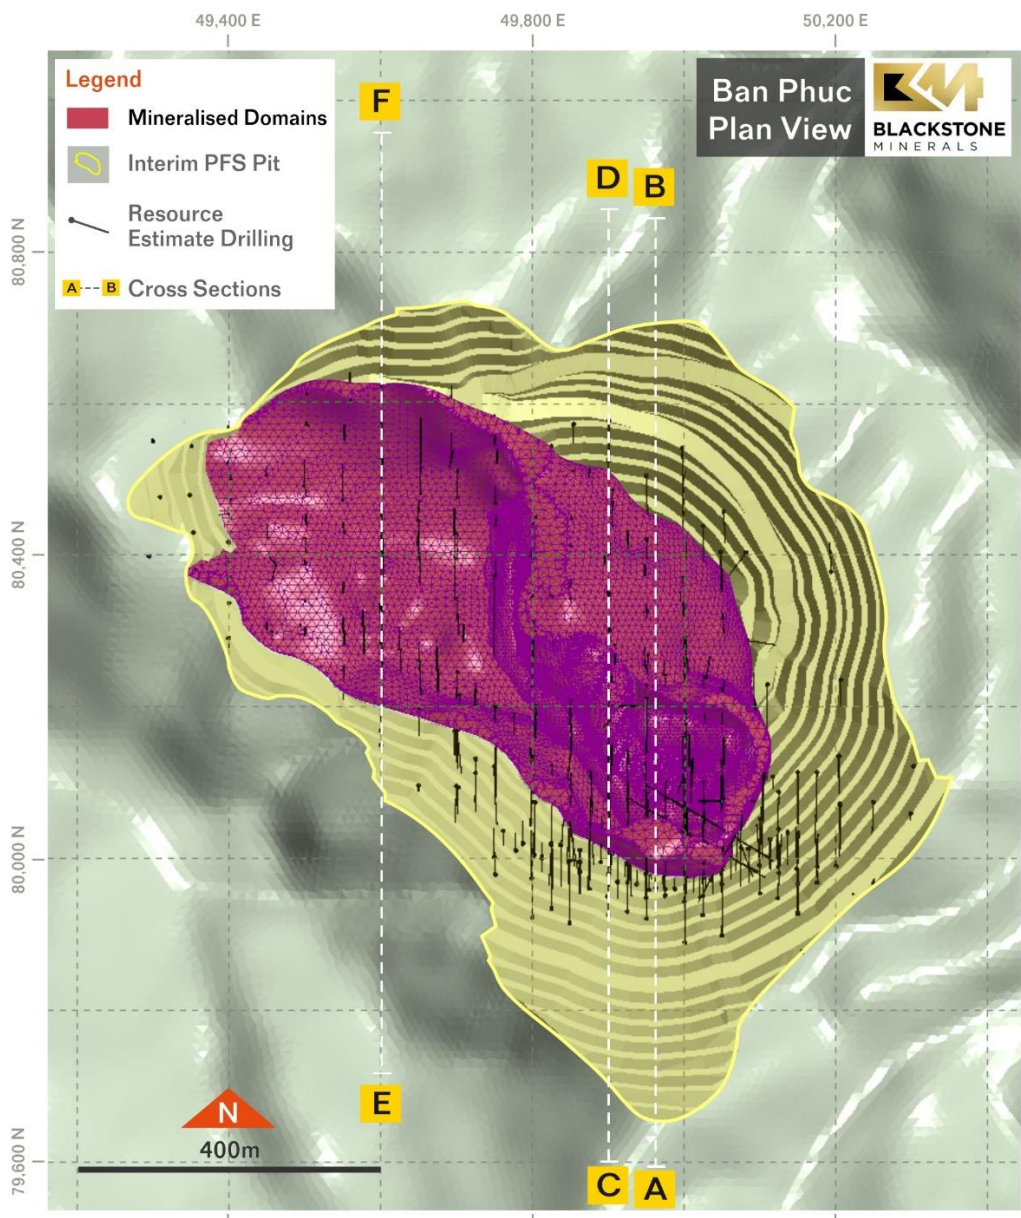 49,400 E
49,800 E
50,200 E
Legend
Mineralised Domains
Interim PFS Pit
Resource
Estimate Drilling
A B Cross Sections
Ban Phuc
Plan View
BLACKSTONE
MINERALS
F
D
B
80,800 N
80,400 N
80,000 N
79,600 N
E
C
A
N
400m